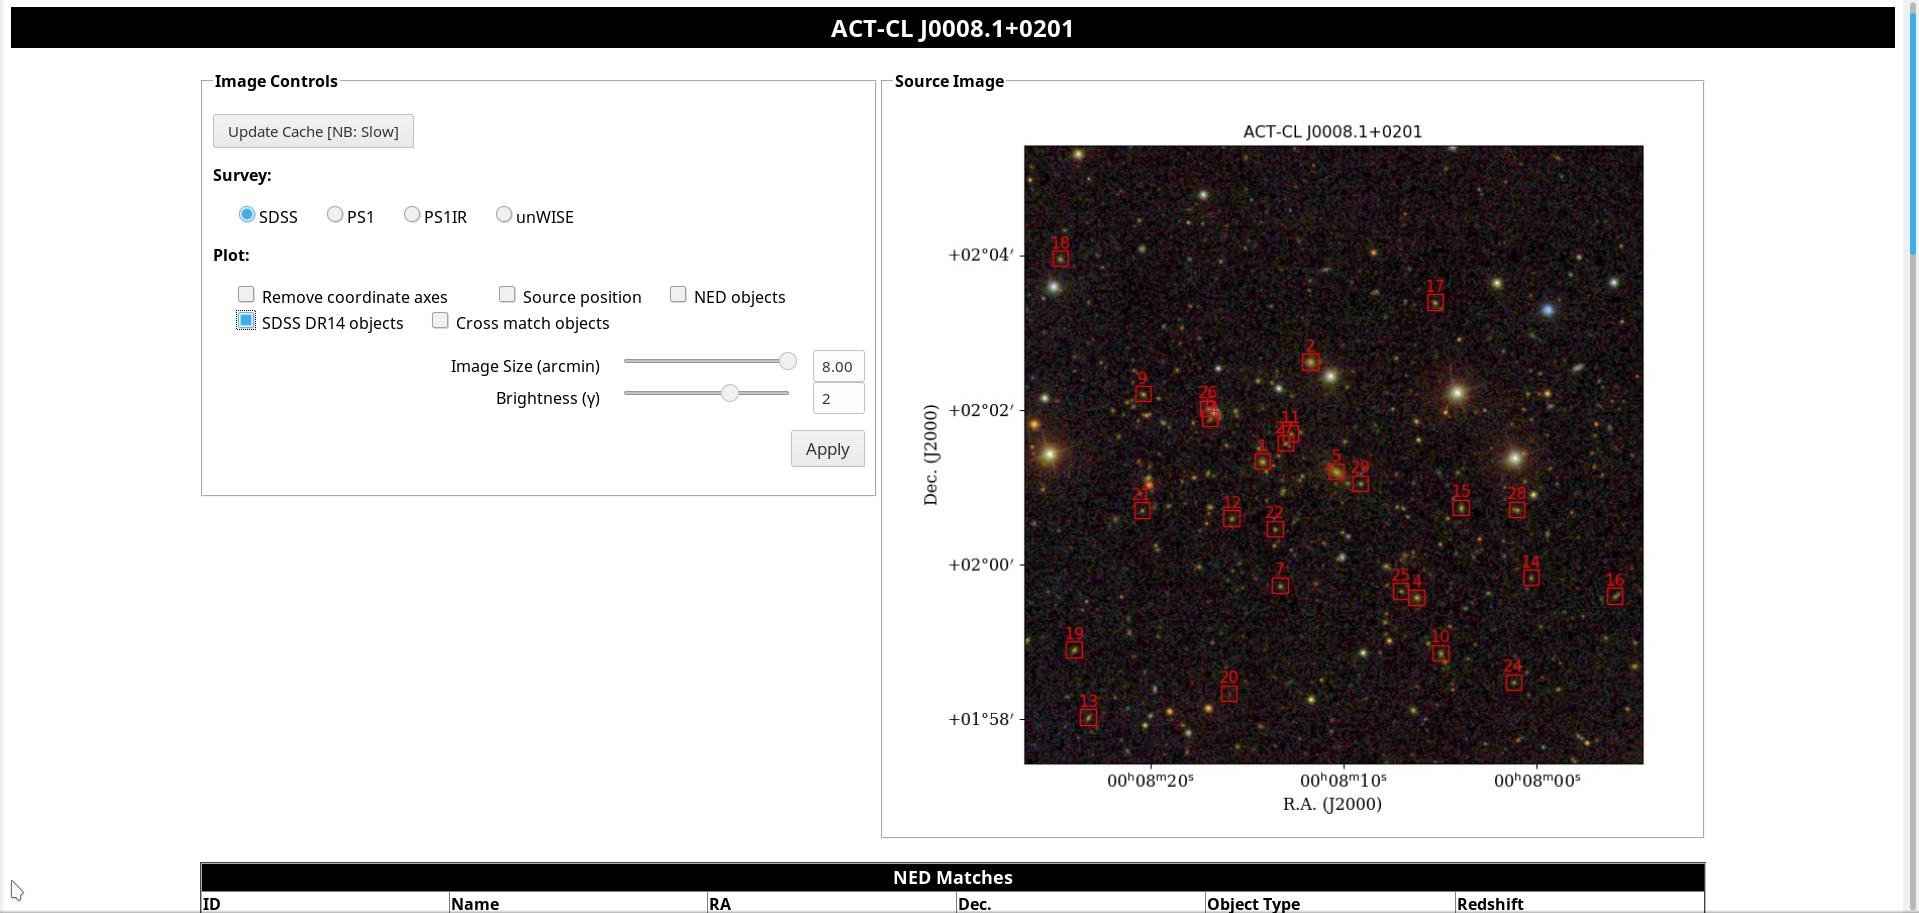 ACT-CL J0008.1+0201
Image Controls
Update Cache [NB: Slow]
Survey:
SDSS PS1 PS1IR unWISE
Plot:
Remove coordinate axes Source position NED objects
SDSS DR14 objects Cross match objects
Image Size (arcmin) 8.00
Brightness (γ) 2
Apply
Source Image
ACT-CL J0008.1+0201
18
17
2
9
26
11
27
1
5
29
21
12
22
15
28
7
25
4
14
16
19
10
24
20
13
+02°04′
+02°02′
+02°00′
+01°58′
Dec. (J2000)
00ʰ08ᵐ20ˢ 00ʰ08ᵐ10ˢ 00ʰ08ᵐ00ˢ
R.A. (J2000)
NED Matches
ID Name RA Dec. Object Type Redshift